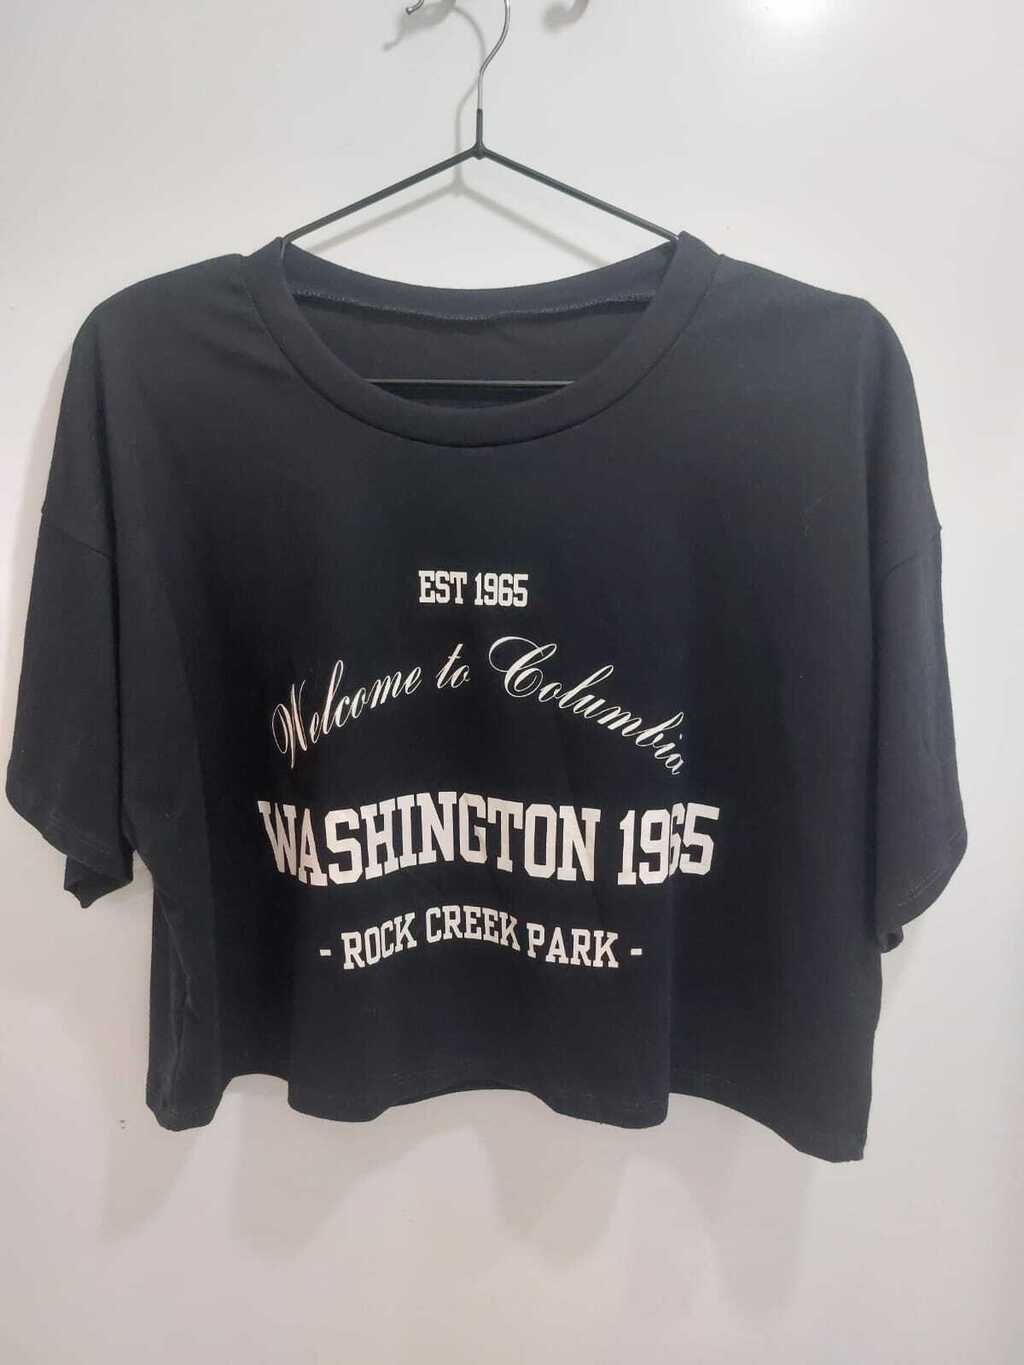 EST 1965
Welcome to Columbia
WASHINGTON 1965
- ROCK CREEK PARK -